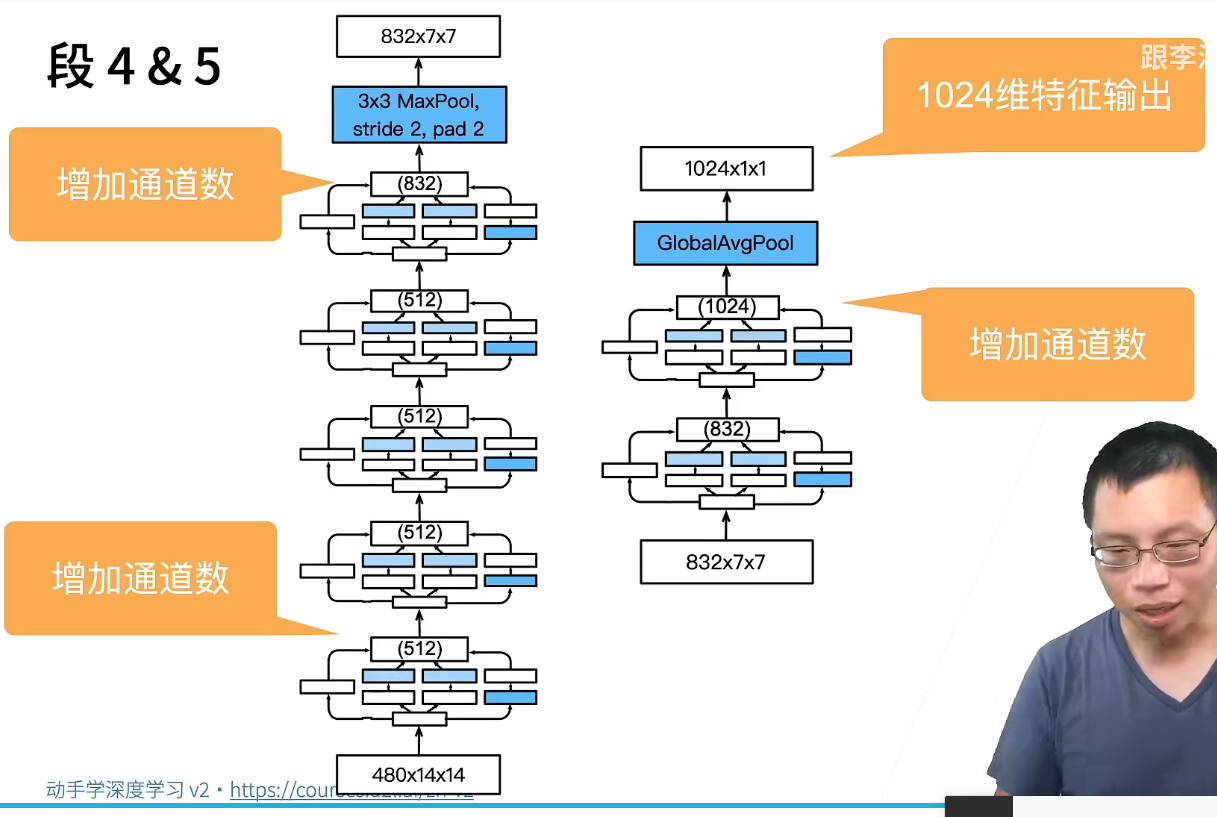 段 4 & 5
832x7x7
3x3 MaxPool,
stride 2, pad 2
增加通道数
(832)
(512)
(512)
(512)
增加通道数
(512)
480x14x14
跟李
1024维特征输出
1024x1x1
GlobalAvgPool
(1024)
增加通道数
(832)
832x7x7
动手学深度学习 v2 · https://cour